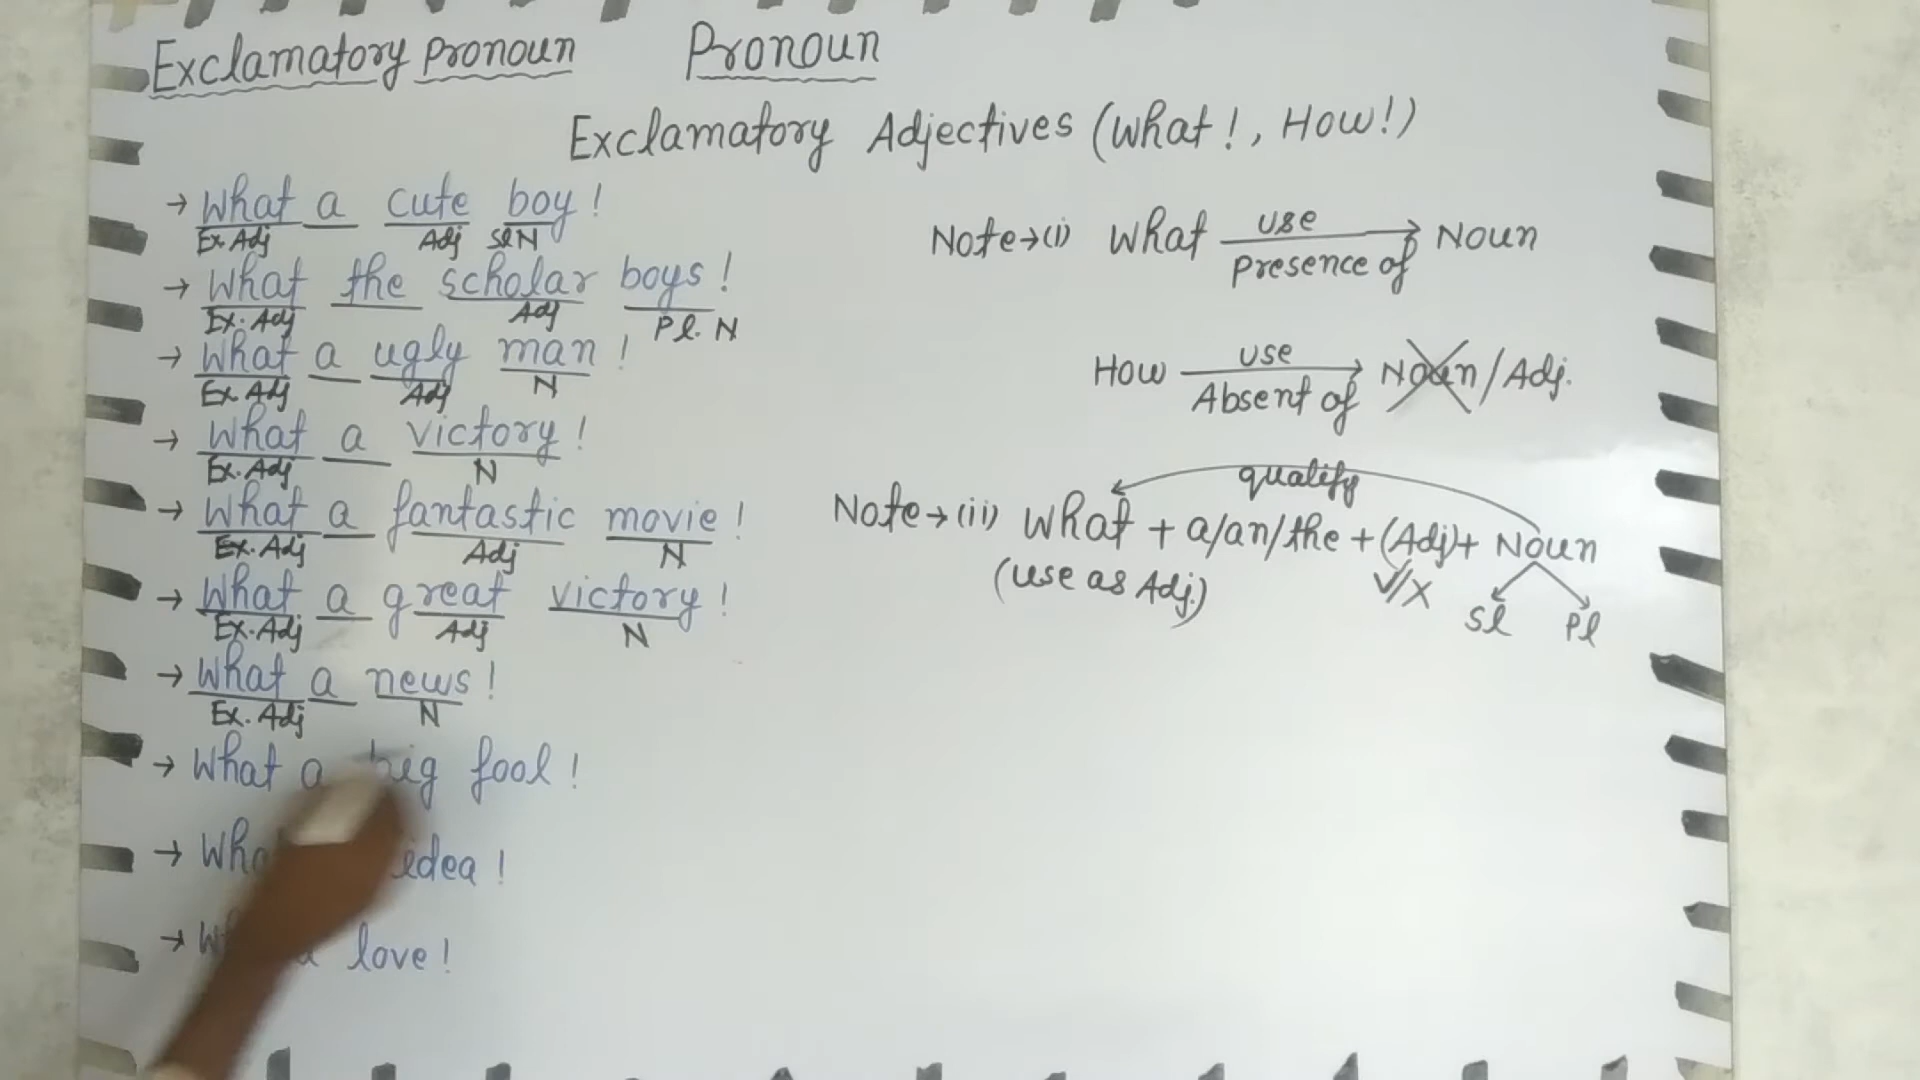 Exclamatory pronoun Pronoun
Exclamatory Adjectives (What!, How!)
→ What a cute boy!
Ex Adj Adj Sl N
→ What the scholar boys!
Ex. Adj Adj Pl. N
→ What a ugly man!
Ex Adj Adj N
→ What a victory!
Ex. Adj N
→ What a fantastic movie!
Ex. Adj Adj N
→ What a great victory!
Ex. Adj Adj N
→ What a news!
Ex. Adj N
→ What a big fool!
→ idea!
→ love!
Note→(i) What use Noun
Presence of
How use Noun/Adj.
Absent of
qualify
Note→(ii) What + a/an/the + (Adj)+ Noun
(use as Adj.) ✓/x Sl Pl